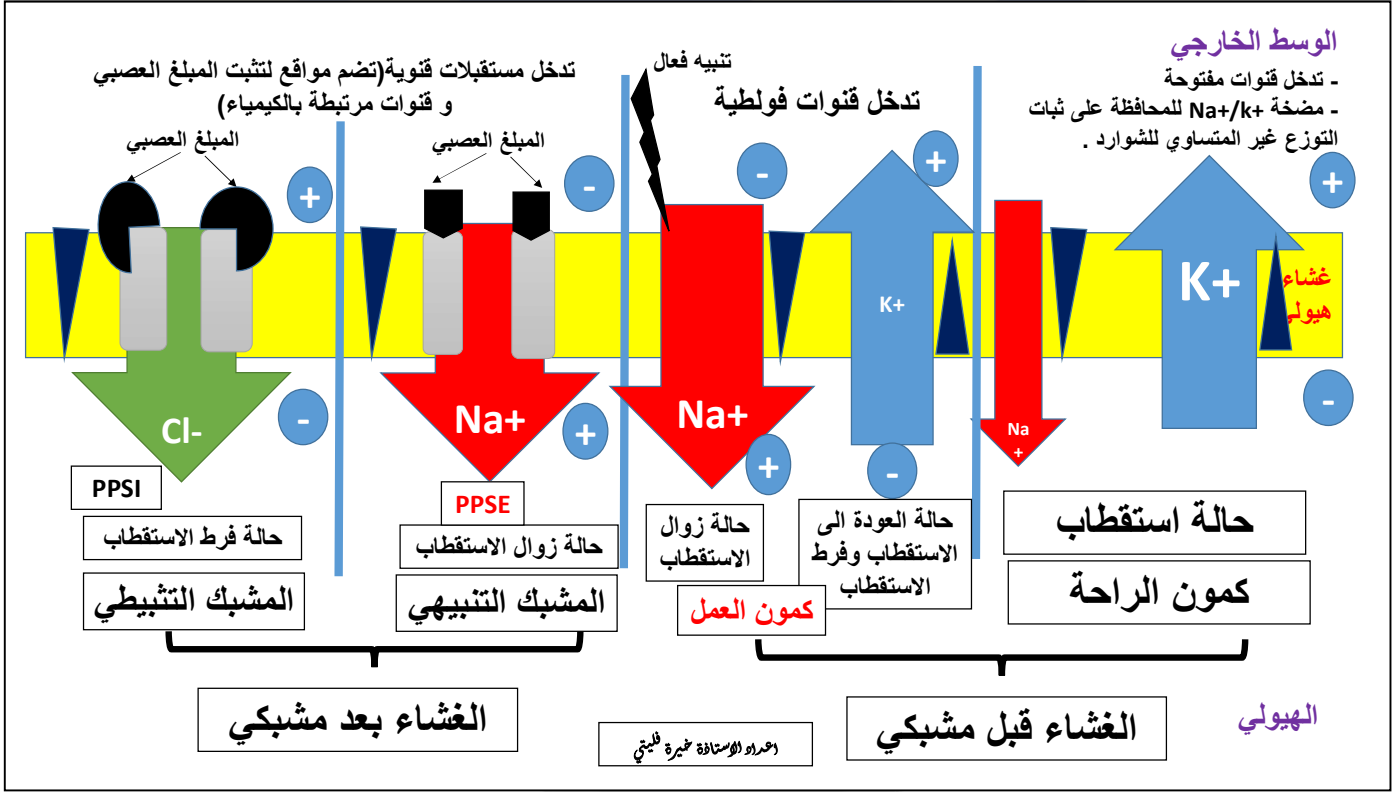 الوسط الخارجي
- تدخل قنوات مفتوحة
- مضخة Na+/k+ للمحافظة على ثبات
التوزع غير المتساوي للشوارد .
تنبيه فعال
تدخل قنوات فولطية
تدخل مستقبلات قنوية(تضم مواقع لتثبت المبلغ العصبي
و قنوات مرتبطة بالكيمياء)
المبلغ العصبي
المبلغ العصبي
+
+
-
-
+
غشاء
هيولي
K+
K+
Na+
Na+
Cl-
Na
+
-
-
+
+
-
PPSE
PPSI
حالة استقطاب
حالة العودة الى
الاستقطاب وفرط
الاستقطاب
حالة زوال
الاستقطاب
حالة زوال الاستقطاب
حالة فرط الاستقطاب
كمون الراحة
كمون العمل
المشبك التنبيهي
المشبك التثبيطي
الهيولي
الغشاء قبل مشبكي
الغشاء بعد مشبكي
اعداد الاستاذة خيرة فليتي